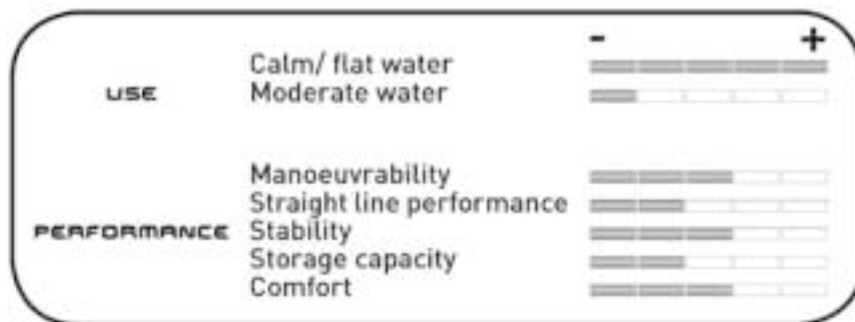 - +
Calm/ flat water
USE
Moderate water
Manoeuvrability
Straight line performance
PERFORMANCE Stability
Storage capacity
Comfort